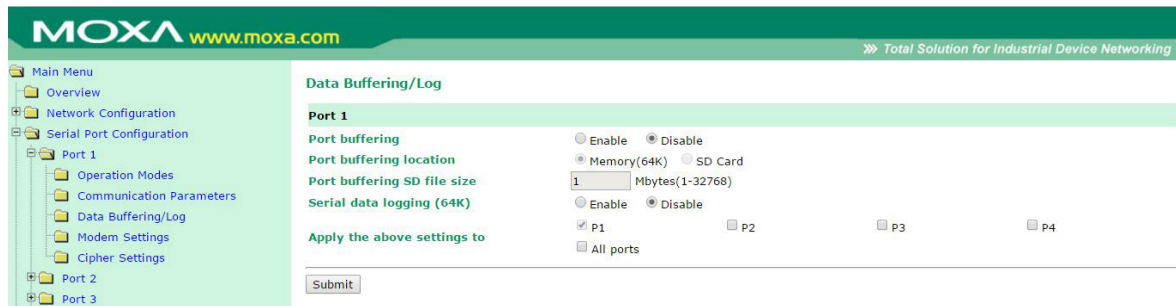 MOXA www.moxa.com
Total Solution for Industrial Device Networking
Main Menu
Overview
Network Configuration
Serial Port Configuration
Port 1
Operation Modes
Communication Parameters
Data Buffering/Log
Modem Settings
Cipher Settings
Port 2
Port 3
Data Buffering/Log
Port 1
Port buffering Enable Disable
Port buffering location Memory(64K) SD Card
Port buffering SD file size 1 Mbytes(1-32768)
Serial data logging (64K) Enable Disable
Apply the above settings to P1 P2 P3 P4
All ports
Submit